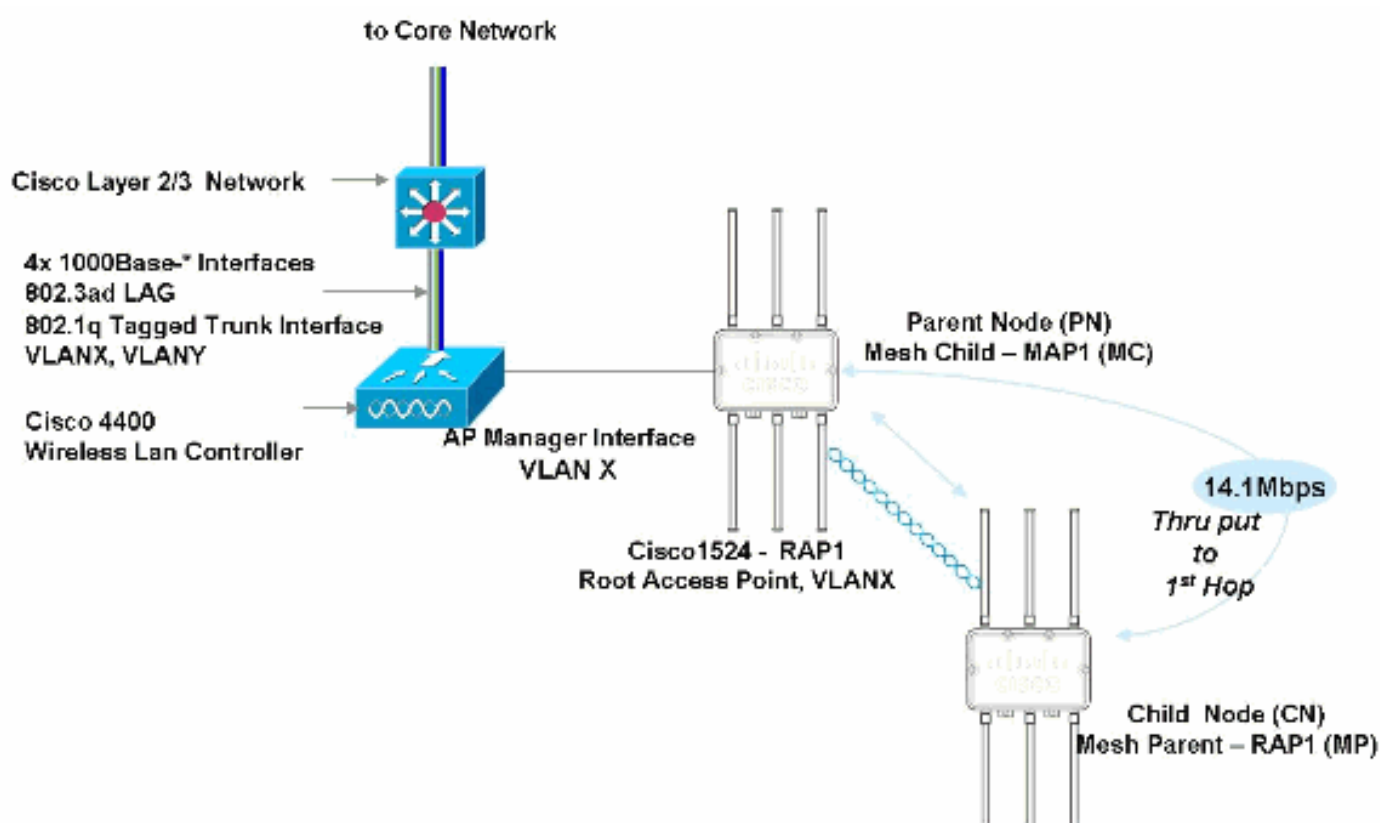 to Core Network
Cisco Layer 2/3 Network
4x 1000Base-* Interfaces
802.3ad LAG
802.1q Tagged Trunk Interface
VLANX, VLANY
Cisco 4400
Wireless Lan Controller
AP Manager Interface
VLAN X
Parent Node (PN)
Mesh Child – MAP1 (MC)
Cisco1524 - RAP1
Root Access Point, VLANX
14.1Mbps
Thru put
to
1st Hop
Child Node (CN)
Mesh Parent – RAP1 (MP)